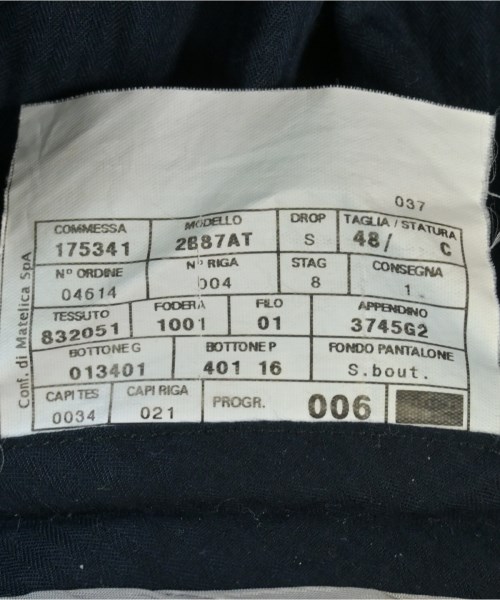 037
COMMESSA MODELLO DROP TAGLIA / STATURA
175341 2B87AT S 48/ C
Nº ORDINE Nº RIGA STAG CONSEGNA
04614 004 8 1
TESSUTO FODERA FILO APPENDINO
832051 1001 01 3745G2
BOTTONE G BOTTONE P FONDO PANTALONE
013401 401 16 S.bout.
CAPI TES CAPI RIGA PROGR. 006
0034 021
Conf. di Matelica SpA